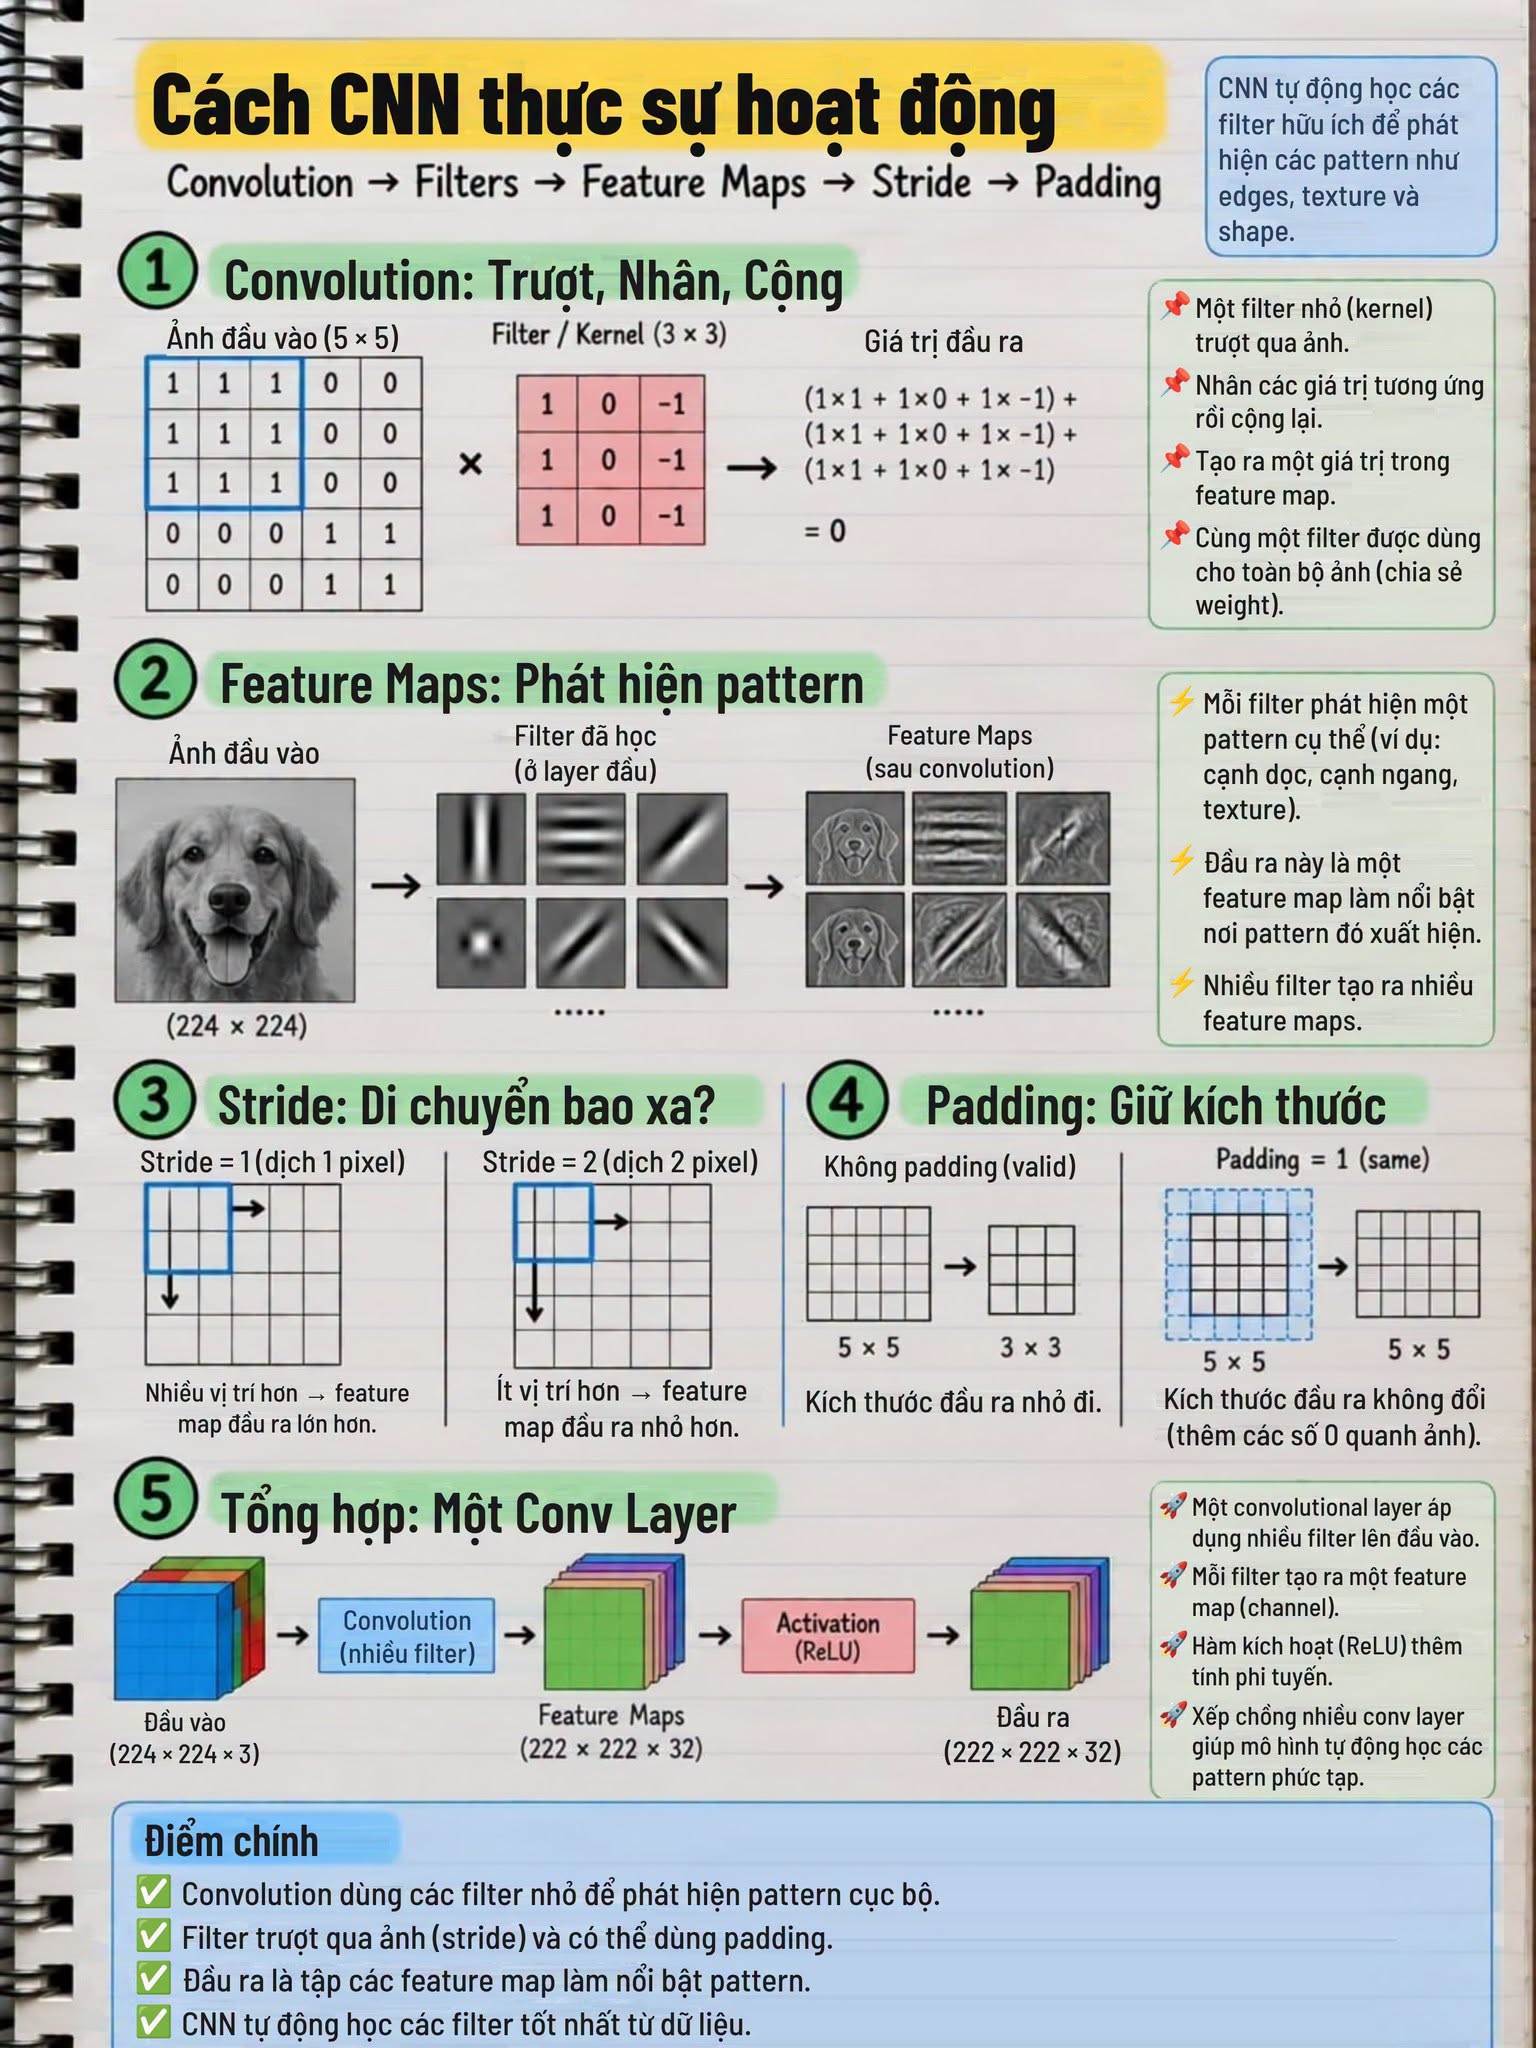 Cách CNN thực sự hoạt động
Convolution → Filters → Feature Maps → Stride → Padding
CNN tự động học các
filter hữu ích để phát
hiện các pattern như
edges, texture và
shape.
1 Convolution: Trượt, Nhân, Cộng
Ảnh đầu vào (5 × 5)
1 1 1 0 0
1 1 1 0 0
1 1 1 0 0
0 0 0 1 1
0 0 0 1 1
×
Filter / Kernel (3 × 3)
1 0 -1
1 0 -1
1 0 -1
→
Giá trị đầu ra
(1×1 + 1×0 + 1× -1) +
(1×1 + 1×0 + 1× -1) +
(1×1 + 1×0 + 1× -1)
= 0
📌 Một filter nhỏ (kernel)
trượt qua ảnh.
📌 Nhân các giá trị tương ứng
rồi cộng lại.
📌 Tạo ra một giá trị trong
feature map.
📌 Cùng một filter được dùng
cho toàn bộ ảnh (chia sẻ
weight).
2 Feature Maps: Phát hiện pattern
Ảnh đầu vào
(224 × 224)
Filter đã học
(ở layer đầu)
.....
Feature Maps
(sau convolution)
.....
⚡ Mỗi filter phát hiện một
pattern cụ thể (ví dụ:
cạnh dọc, cạnh ngang,
texture).
⚡ Đầu ra này là một
feature map làm nổi bật
nơi pattern đó xuất hiện.
⚡ Nhiều filter tạo ra nhiều
feature maps.
3 Stride: Di chuyển bao xa?
Stride = 1 (dịch 1 pixel)
Nhiều vị trí hơn → feature
map đầu ra lớn hơn.
Stride = 2 (dịch 2 pixel)
Ít vị trí hơn → feature
map đầu ra nhỏ hơn.
4 Padding: Giữ kích thước
Không padding (valid)
5 × 5
3 × 3
Kích thước đầu ra nhỏ đi.
Padding = 1 (same)
5 × 5
5 × 5
Kích thước đầu ra không đổi
(thêm các số 0 quanh ảnh).
5 Tổng hợp: Một Conv Layer
Đầu vào
(224 × 224 × 3)
Convolution
(nhiều filter)
Feature Maps
(222 × 222 × 32)
Activation
(ReLU)
Đầu ra
(222 × 222 × 32)
🚀 Một convolutional layer áp
dụng nhiều filter lên đầu vào.
🚀 Mỗi filter tạo ra một feature
map (channel).
🚀 Hàm kích hoạt (ReLU) thêm
tính phi tuyến.
🚀 Xếp chồng nhiều conv layer
giúp mô hình tự động học các
pattern phức tạp.
Điểm chính
✅ Convolution dùng các filter nhỏ để phát hiện pattern cục bộ.
✅ Filter trượt qua ảnh (stride) và có thể dùng padding.
✅ Đầu ra là tập các feature map làm nổi bật pattern.
✅ CNN tự động học các filter tốt nhất từ dữ liệu.